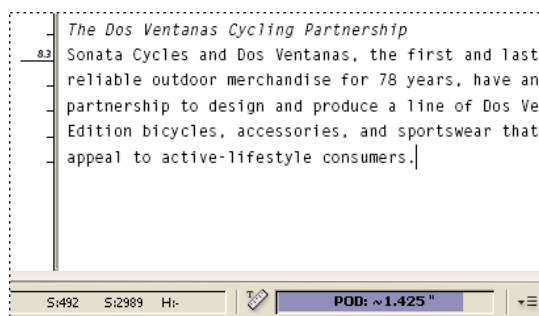 The Dos Ventanas Cycling Partnership
8.3 Sonata Cycles and Dos Ventanas, the first and last
reliable outdoor merchandise for 78 years, have an
partnership to design and produce a line of Dos Ve
Edition bicycles, accessories, and sportswear that
appeal to active-lifestyle consumers.
S:492 S:2989 H:- T POD: ~1.425"